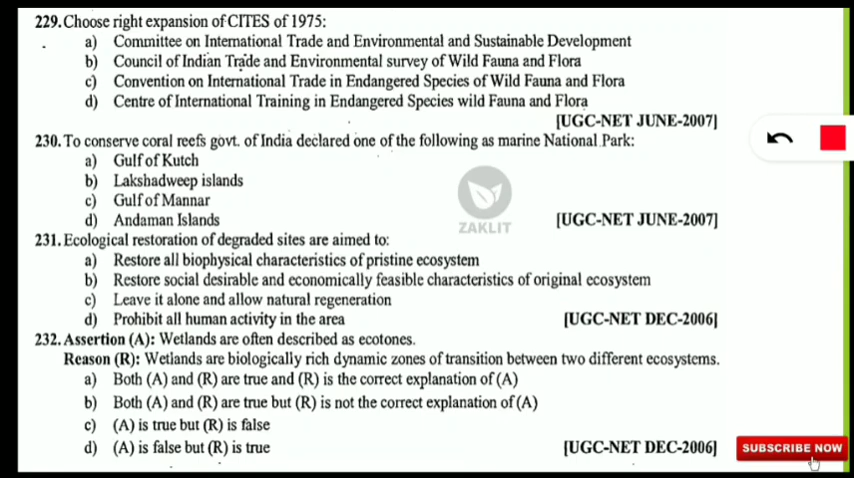 229. Choose right expansion of CITES of 1975:
a) Committee on International Trade and Environmental and Sustainable Development
b) Council of Indian Trade and Environmental survey of Wild Fauna and Flora
c) Convention on International Trade in Endangered Species of Wild Fauna and Flora
d) Centre of International Training in Endangered Species wild Fauna and Flora
[UGC-NET JUNE-2007]
230. To conserve coral reefs govt. of India declared one of the following as marine National Park:
a) Gulf of Kutch
b) Lakshadweep islands
c) Gulf of Mannar
d) Andaman Islands [UGC-NET JUNE-2007]
ZAKLIT
231. Ecological restoration of degraded sites are aimed to:
a) Restore all biophysical characteristics of pristine ecosystem
b) Restore social desirable and economically feasible characteristics of original ecosystem
c) Leave it alone and allow natural regeneration
d) Prohibit all human activity in the area [UGC-NET DEC-2006]
232. Assertion (A): Wetlands are often described as ecotones.
Reason (R): Wetlands are biologically rich dynamic zones of transition between two different ecosystems.
a) Both (A) and (R) are true and (R) is the correct explanation of (A)
b) Both (A) and (R) are true but (R) is not the correct explanation of (A)
c) (A) is true but (R) is false
d) (A) is false but (R) is true [UGC-NET DEC-2006]
SUBSCRIBE NOW